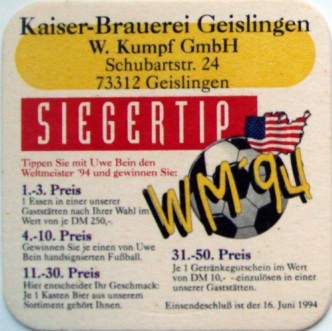 Kaiser-Brauerei Geislingen
W. Kumpf GmbH
Schubartstr. 24
73312 Geislingen
SIEGERTIP
WM'94
Tippen Sie mit Uwe Bein den
Weltmeister '94 und gewinnen Sie:
1.-3. Preis
1 Essen in einer unserer
Gaststätten nach Ihrer Wahl im
Wert von je DM 250,-.
4.-10. Preis
Gewinnen Sie je einen von Uwe
Bein handsignierten Fußball.
11.-30. Preis
Hier entscheidet Ihr Geschmack:
Je 1 Kasten Bier aus unserem
Sortiment gehört Ihnen.
31.-50. Preis
Je 1 Getränkegutschein im Wert
von DM 10,- - einzulösen in einer
unserer Gaststätten.
Einsendeschluß ist der 16. Juni 1994